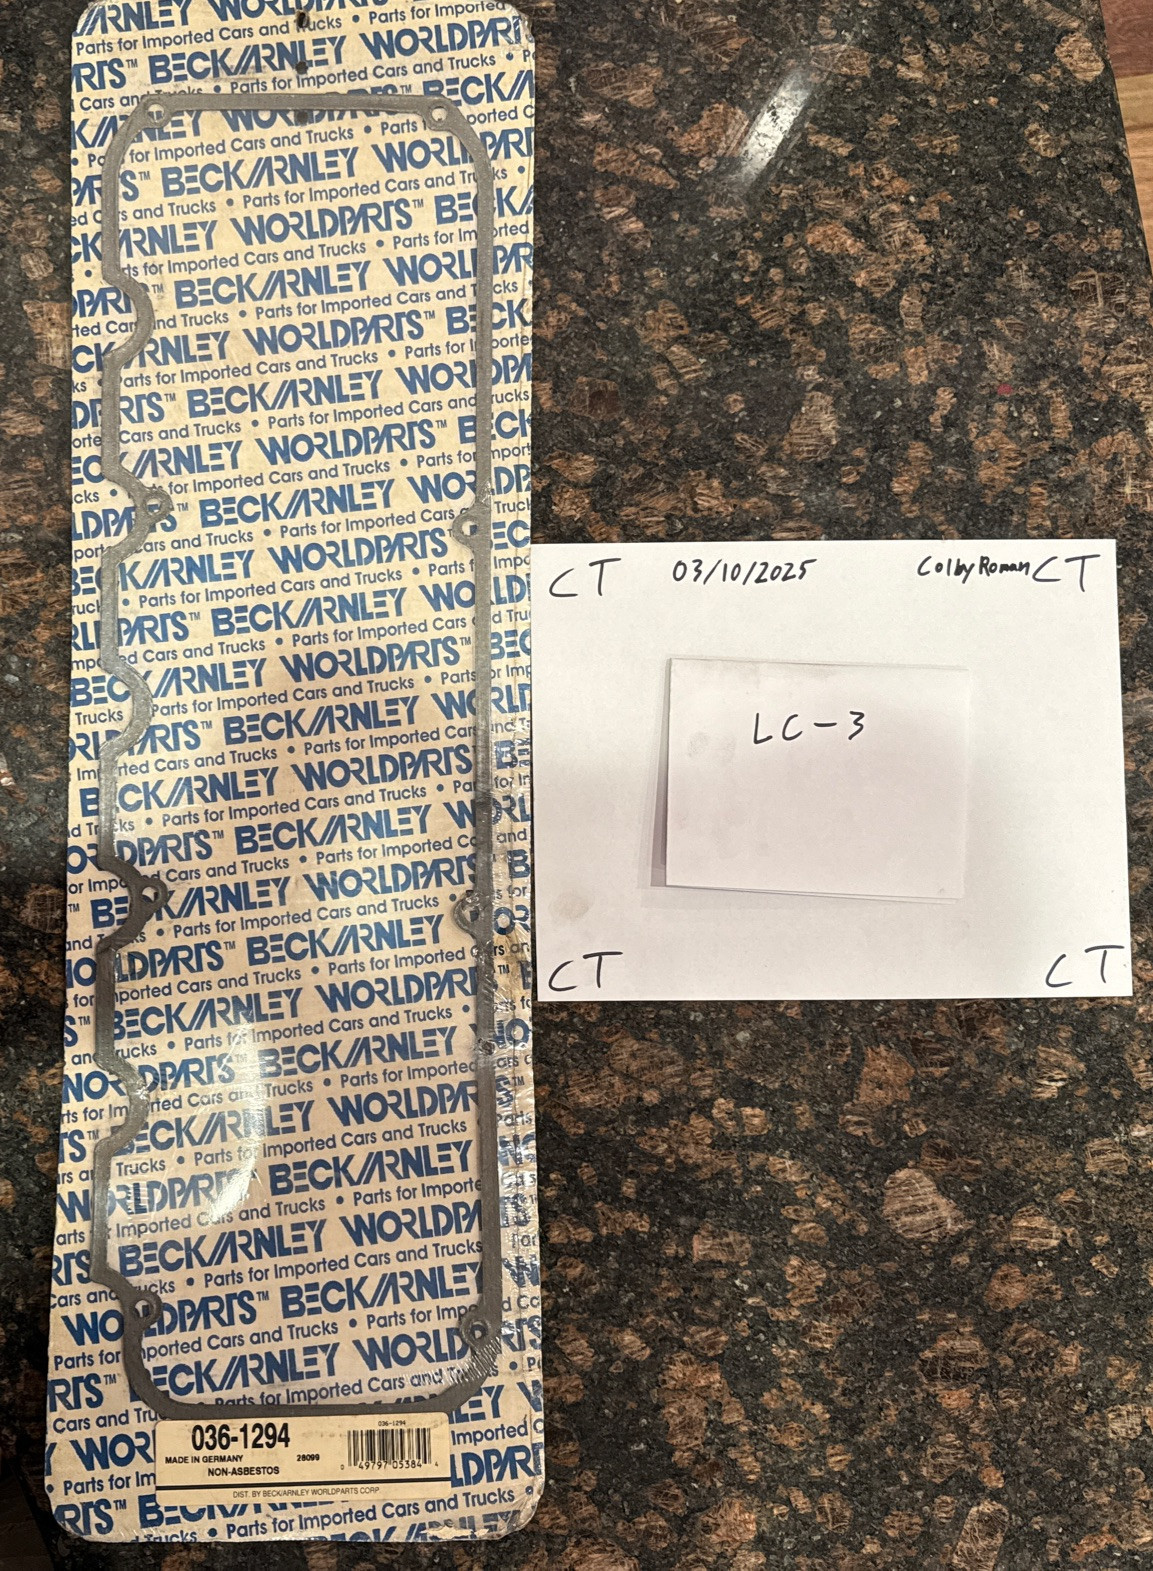 BECK/ARNLEY WORLDPARTS™
Parts for Imported Cars and Trucks
036-1294
036-1294
MADE IN GERMANY
28099
NON-ASBESTOS
0 49797 05384 4
DIST. BY BECK/ARNLEY WORLDPARTS CORP.
CT 03/10/2025 Colby Roman CT
LC-3
CT CT